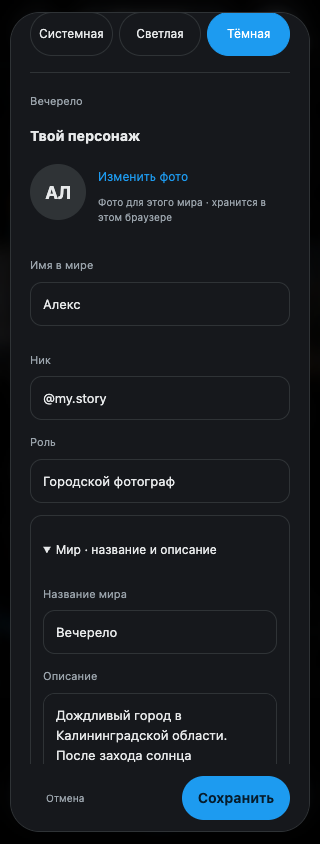 Системная
Светлая
Тёмная
Вечерело
Твой персонаж
АЛ
Изменить фото
Фото для этого мира · хранится в
этом браузере
Имя в мире
Алекс
Ник
@my.story
Роль
Городской фотограф
▼ Мир · название и описание
Название мира
Вечерело
Описание
Дождливый город в
Калининградской области.
После захода солнца
Отмена
Сохранить